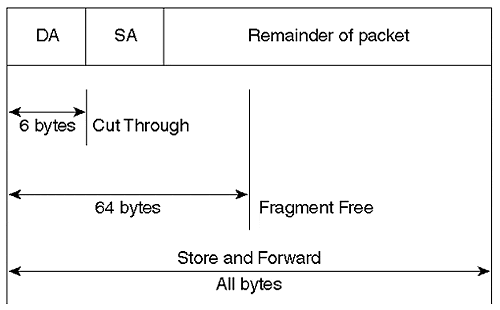 DA SA Remainder of packet
6 bytes Cut Through
64 bytes Fragment Free
Store and Forward
All bytes